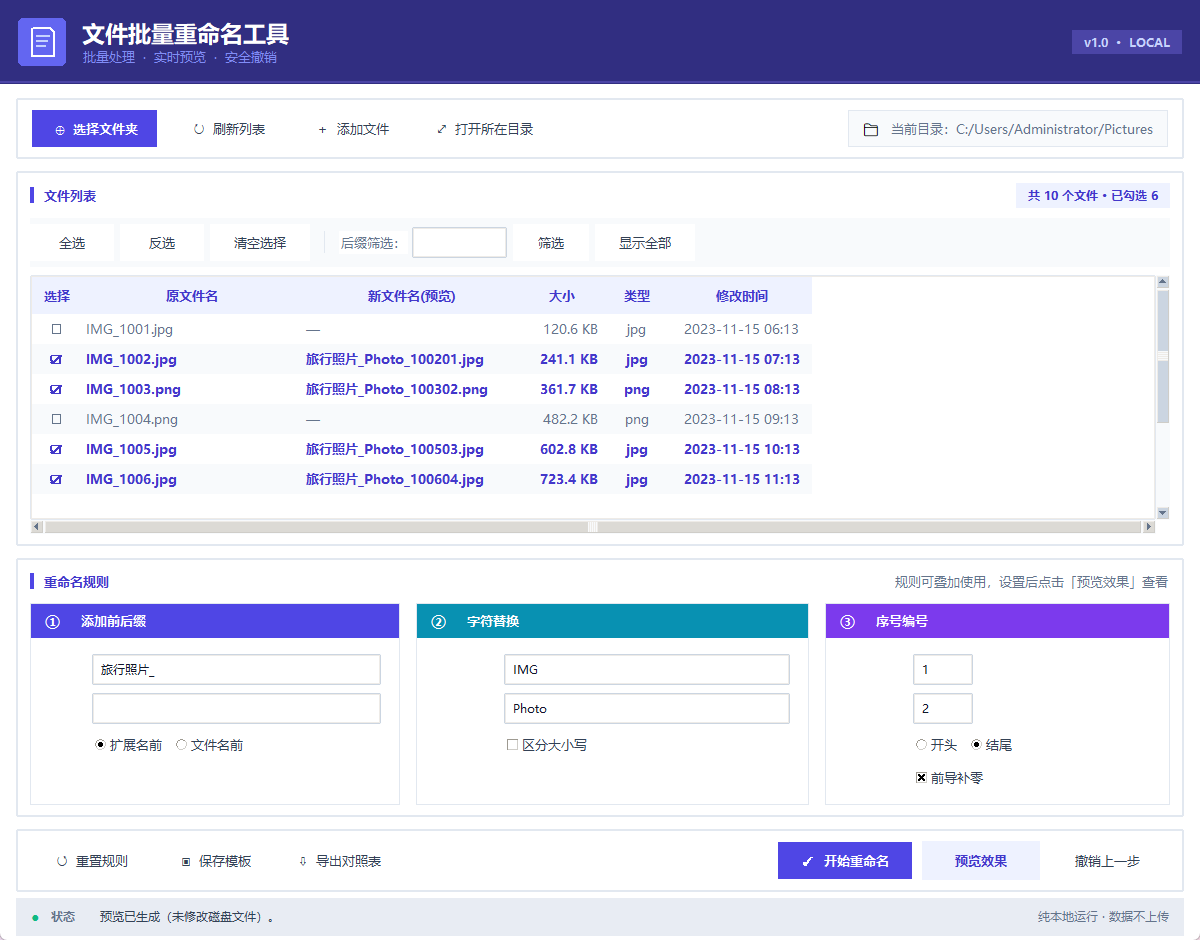 文件批量重命名工具
批量处理 · 实时预览 · 安全撤销
v1.0 • LOCAL
选择文件夹 刷新列表 + 添加文件 打开所在目录 当前目录: C:/Users/Administrator/Pictures
文件列表 共 10 个文件 • 已勾选 6
全选 反选 清空选择 后缀筛选: 筛选 显示全部
选择 原文件名 新文件名(预览) 大小 类型 修改时间
IMG_1001.jpg — 120.6 KB jpg 2023-11-15 06:13
IMG_1002.jpg 旅行照片_Photo_100201.jpg 241.1 KB jpg 2023-11-15 07:13
IMG_1003.png 旅行照片_Photo_100302.png 361.7 KB png 2023-11-15 08:13
IMG_1004.png — 482.2 KB png 2023-11-15 09:13
IMG_1005.jpg 旅行照片_Photo_100503.jpg 602.8 KB jpg 2023-11-15 10:13
IMG_1006.jpg 旅行照片_Photo_100604.jpg 723.4 KB jpg 2023-11-15 11:13
重命名规则 规则可叠加使用，设置后点击「预览效果」查看
① 添加前后缀 ② 字符替换 ③ 序号编号
旅行照片_ IMG 1
Photo 2
扩展名前 文件名前 区分大小写 开头 结尾
前导补零
重置规则 保存模板 导出对照表 ✔ 开始重命名 预览效果 撤销上一步
状态 预览已生成（未修改磁盘文件）。 纯本地运行 · 数据不上传